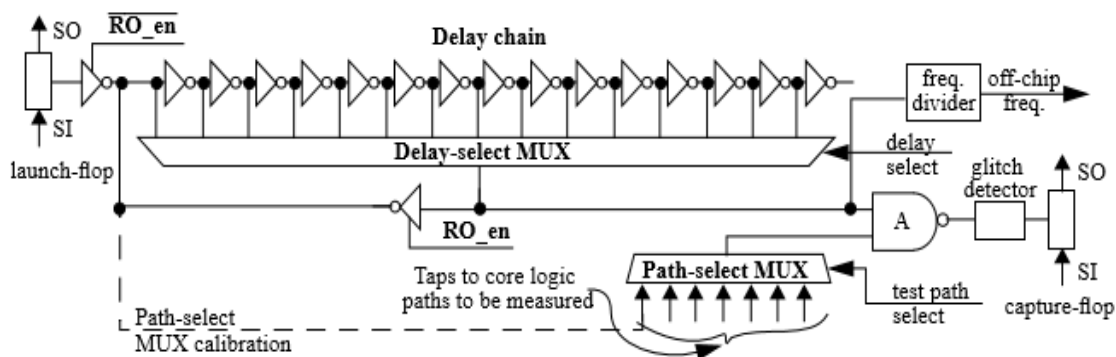 SO
RO_en
Delay chain
SI
launch-flop
Delay-select MUX
delay
select
freq.
divider
off-chip
freq.
glitch
detector
SO
A
RO_en
Path-select MUX
Taps to core logic
paths to be measured
test path
select
SI
capture-flop
Path-select
MUX calibration